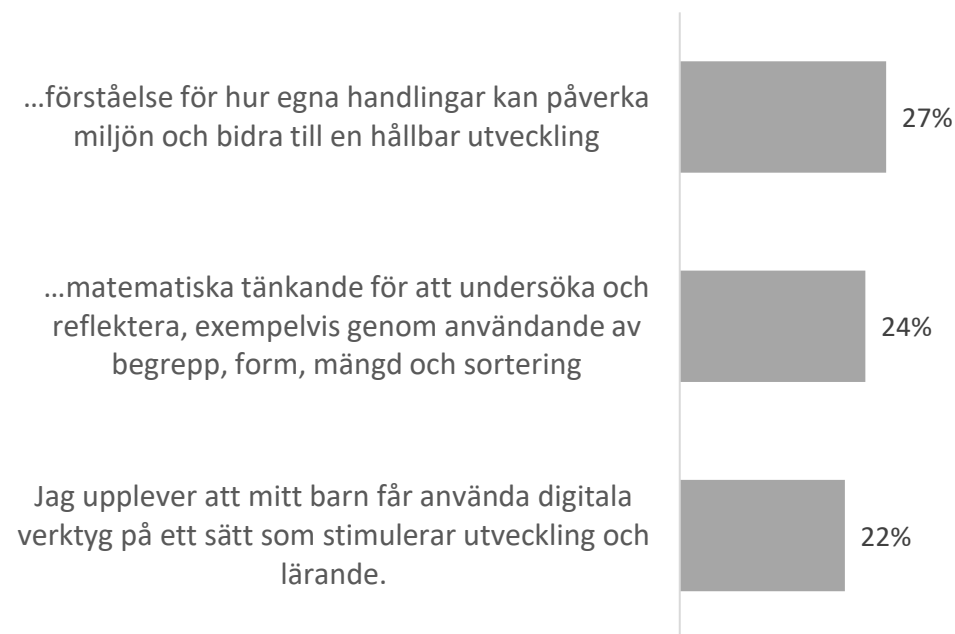 ...förståelse för hur egna handlingar kan påverka
miljön och bidra till en hållbar utveckling
27%
...matematiska tänkande för att undersöka och
reflektera, exempelvis genom användande av
begrepp, form, mängd och sortering
24%
Jag upplever att mitt barn får använda digitala
verktyg på ett sätt som stimulerar utveckling och
lärande.
22%